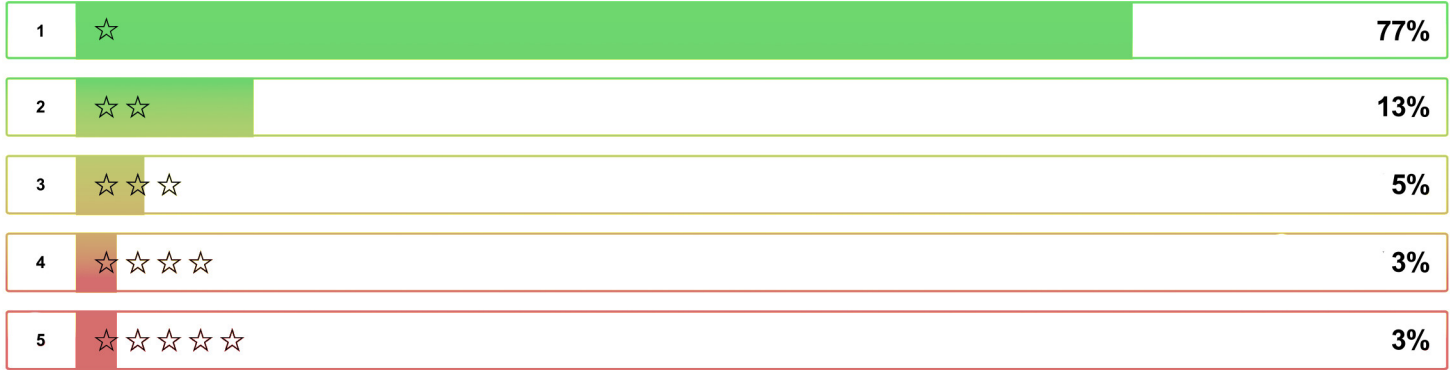 1 ☆ 77%
2 ☆ ☆ 13%
3 ☆ ☆ ☆ 5%
4 ☆ ☆ ☆ ☆ 3%
5 ☆ ☆ ☆ ☆ ☆ 3%